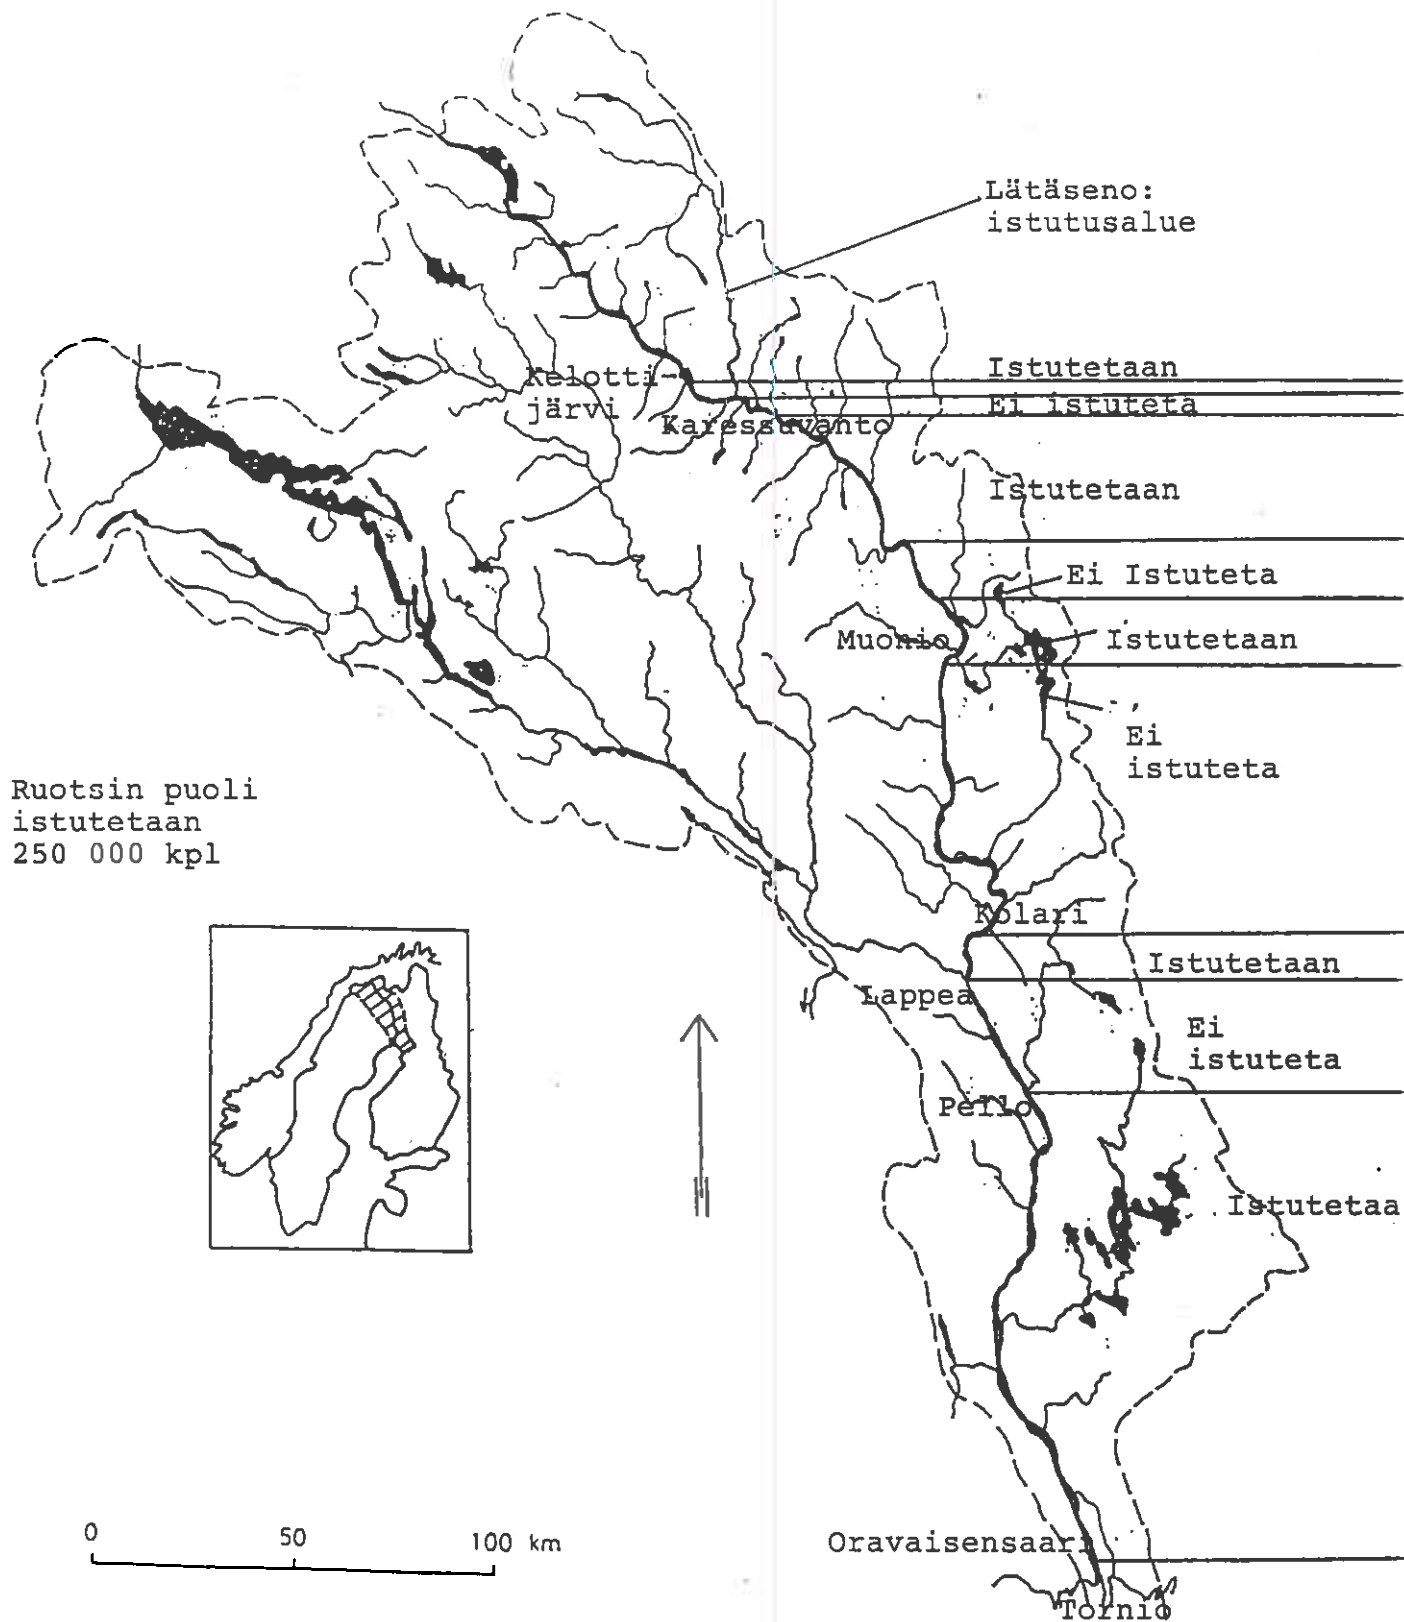 Lätäseno:
istutusalue
Istutetaan
Kelotti-
järvi
Ei istuteta
Karessuvanto
Istutetaan
Ei Istuteta
Muonio
Istutetaan
Ei
istuteta
Ruotsin puoli
istutetaan
250 000 kpl
Kolari
Istutetaan
Lappea
Ei
istuteta
Pello
Istutetaa
0 50 100 km
Oravaisensaari
Tornio